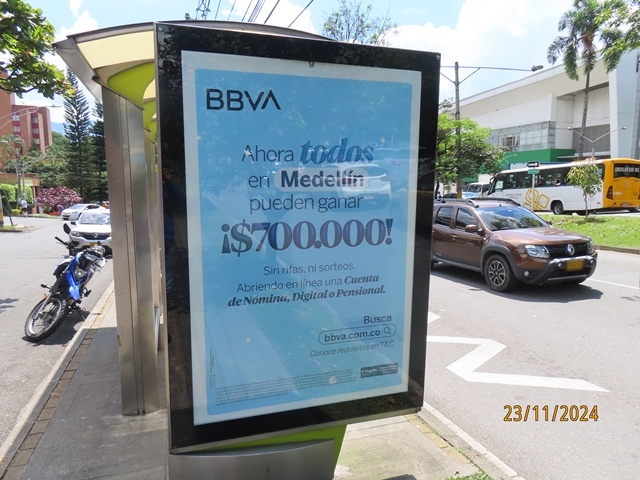 BBVA
Ahora todos
en Medellín
pueden ganar
¡$700.000!
Sin rifas, ni sorteos.
Abriendo en línea una Cuenta
de Nómina, Digital o Pensional.
Busca
bbva.com.co
Conoce requisitos en T&C
23/11/2024